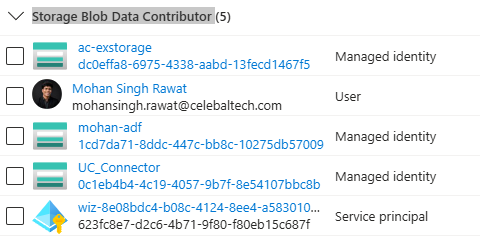 Storage Blob Data Contributor (5)
ac-exstorage
dc0effa8-6975-4338-aabd-13fecd1467f5
Managed identity
Mohan Singh Rawat
mohansingh.rawat@celebaltech.com
User
mohan-adf
1cd7da71-8ddc-447c-bb8c-10275db57009
Managed identity
UC_Connector
0c1eb4b4-4c19-4057-9b7f-8e54107bbc8b
Managed identity
wiz-8e08bdc4-b08c-4124-8ee4-a583010...
623fc8e7-d2c6-4b71-9f80-f80eb15c687f
Service principal